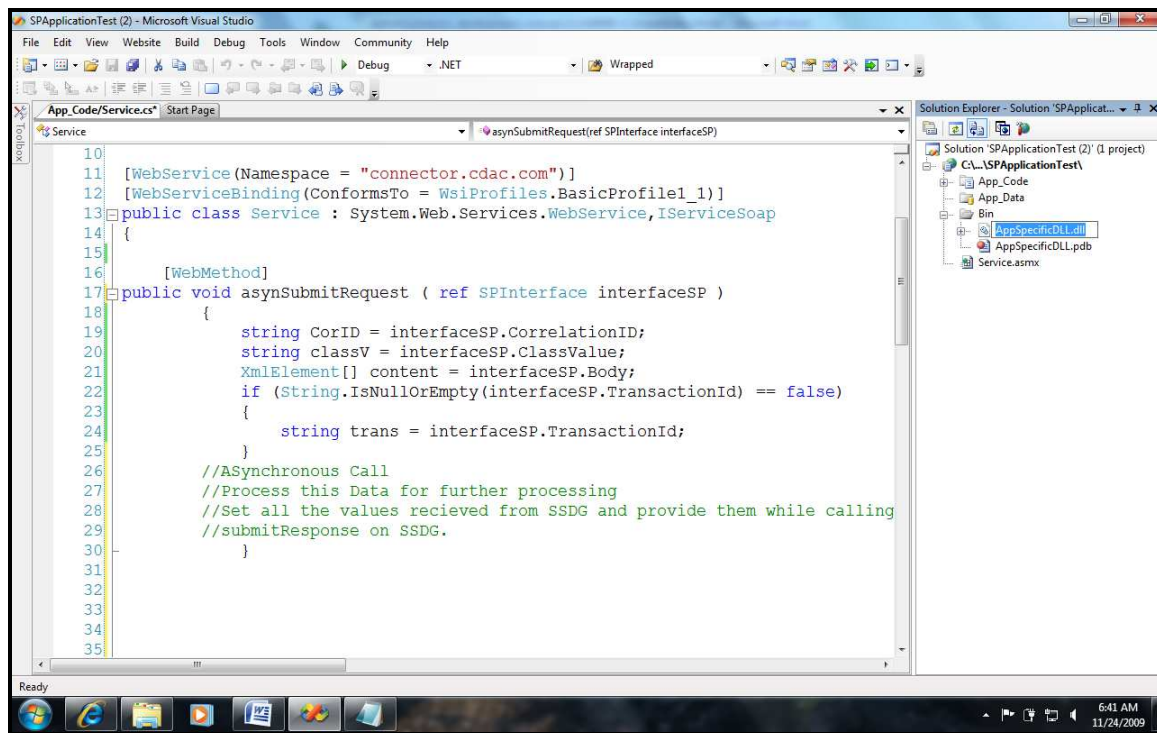 SPApplicationTest (2) - Microsoft Visual Studio
File Edit View Website Build Debug Tools Window Community Help
Debug .NET Wrapped
App_Code/Service.cs* Start Page
Toolbox
Service asynSubmitRequest(ref SPInterface interfaceSP)
10
11 [WebService(Namespace = "connector.cdac.com")]
12 [WebServiceBinding(ConformsTo = WsiProfiles.BasicProfile1_1)]
13 public class Service : System.Web.Services.WebService,IServiceSoap
14 {
15
16 [WebMethod]
17 public void asynSubmitRequest ( ref SPInterface interfaceSP )
18 {
19 string CorID = interfaceSP.CorrelationID;
20 string classV = interfaceSP.ClassValue;
21 XmlElement[] content = interfaceSP.Body;
22 if (String.IsNullOrEmpty(interfaceSP.TransactionId) == false)
23 {
24 string trans = interfaceSP.TransactionId;
25 }
26 //ASynchronous Call
27 //Process this Data for further processing
28 //Set all the values recieved from SSDG and provide them while calling
29 //submitResponse on SSDG.
30 }
31
32
33
34
35
Solution Explorer - Solution 'SPApplicat...
Solution 'SPApplicationTest (2)' (1 project)
C:\...\SPApplicationTest\
App_Code
App_Data
Bin
AppSpecificDLL.dll
AppSpecificDLL.pdb
Service.asmx
Ready
6:41 AM
11/24/2009